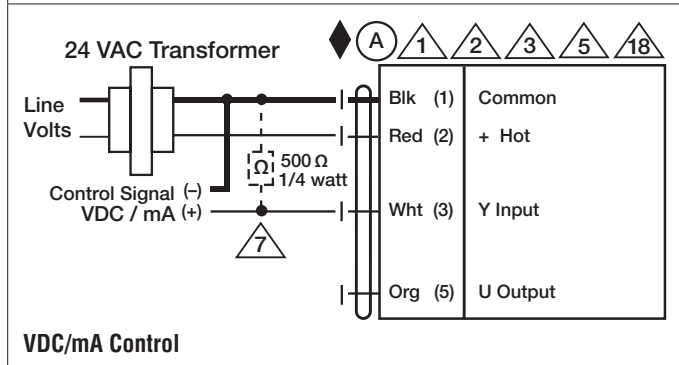 24 VAC Transformer
A 1 2 3 5 18
Line
Volts
Blk (1) Common
Red (2) + Hot
Ω 500 Ω
1/4 watt
Control Signal (–)
VDC / mA (+)
Wht (3) Y Input
7
Org (5) U Output
VDC/mA Control